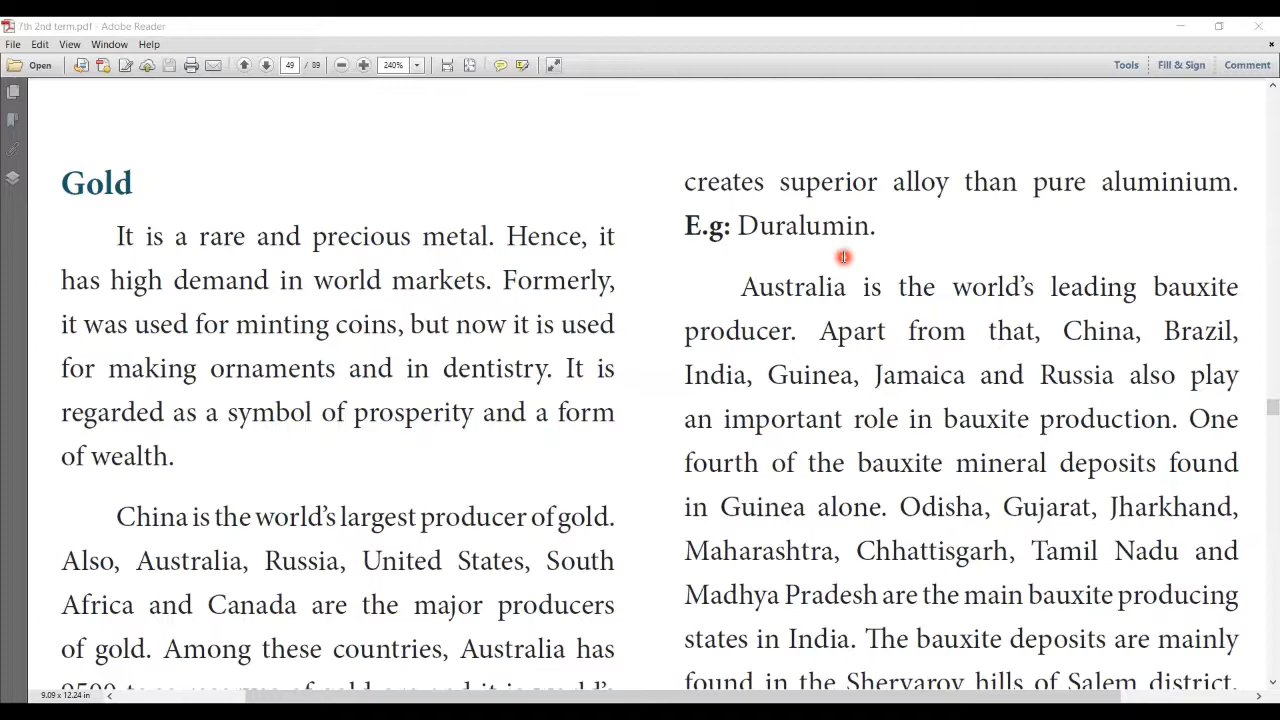 7th 2nd term.pdf - Adobe Reader
File Edit View Window Help
Open 49 / 89 240% Tools Fill & Sign Comment
Gold
It is a rare and precious metal. Hence, it
has high demand in world markets. Formerly,
it was used for minting coins, but now it is used
for making ornaments and in dentistry. It is
regarded as a symbol of prosperity and a form
of wealth.
China is the world's largest producer of gold.
Also, Australia, Russia, United States, South
Africa and Canada are the major producers
of gold. Among these countries, Australia has
creates superior alloy than pure aluminium.
E.g: Duralumin.
Australia is the world's leading bauxite
producer. Apart from that, China, Brazil,
India, Guinea, Jamaica and Russia also play
an important role in bauxite production. One
fourth of the bauxite mineral deposits found
in Guinea alone. Odisha, Gujarat, Jharkhand,
Maharashtra, Chhattisgarh, Tamil Nadu and
Madhya Pradesh are the main bauxite producing
states in India. The bauxite deposits are mainly
found in the Shervaroy hills of Salem district.
9.09 x 12.24 in